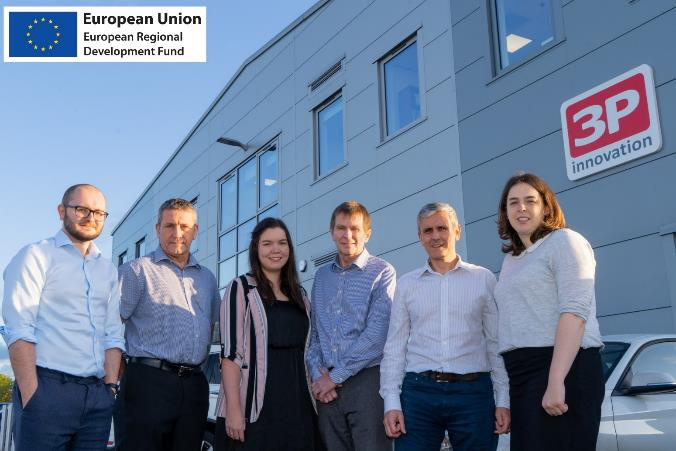 European Union
European Regional
Development Fund
3P
innovation